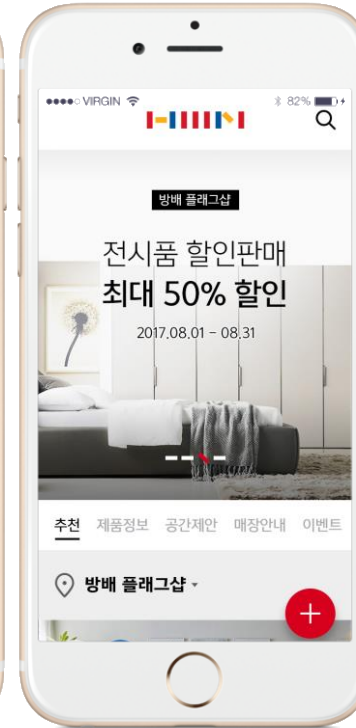 VIRGIN 82%
방배 플래그샵
전시품 할인판매
최대 50% 할인
2017.08.01 - 08.31
추천 제품정보 공간제안 매장안내 이벤트
방배 플래그샵